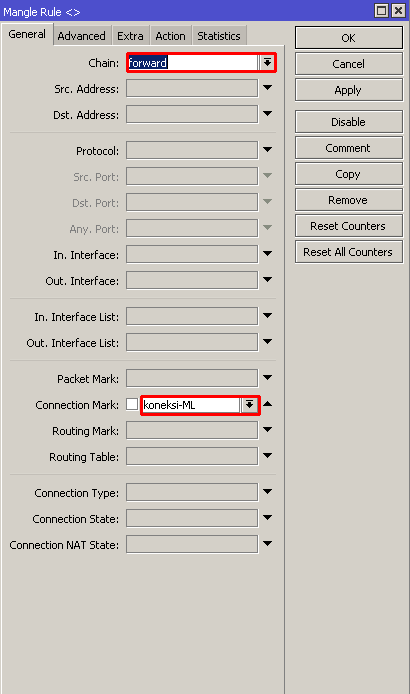 Mangle Rule <>
General
Advanced
Extra
Action
Statistics
Chain: forward
Src. Address:
Dst. Address:
Protocol:
Src. Port:
Dst. Port:
Any. Port:
In. Interface:
Out. Interface:
In. Interface List:
Out. Interface List:
Packet Mark:
Connection Mark: koneksi-ML
Routing Mark:
Routing Table:
Connection Type:
Connection State:
Connection NAT State:
OK
Cancel
Apply
Disable
Comment
Copy
Remove
Reset Counters
Reset All Counters